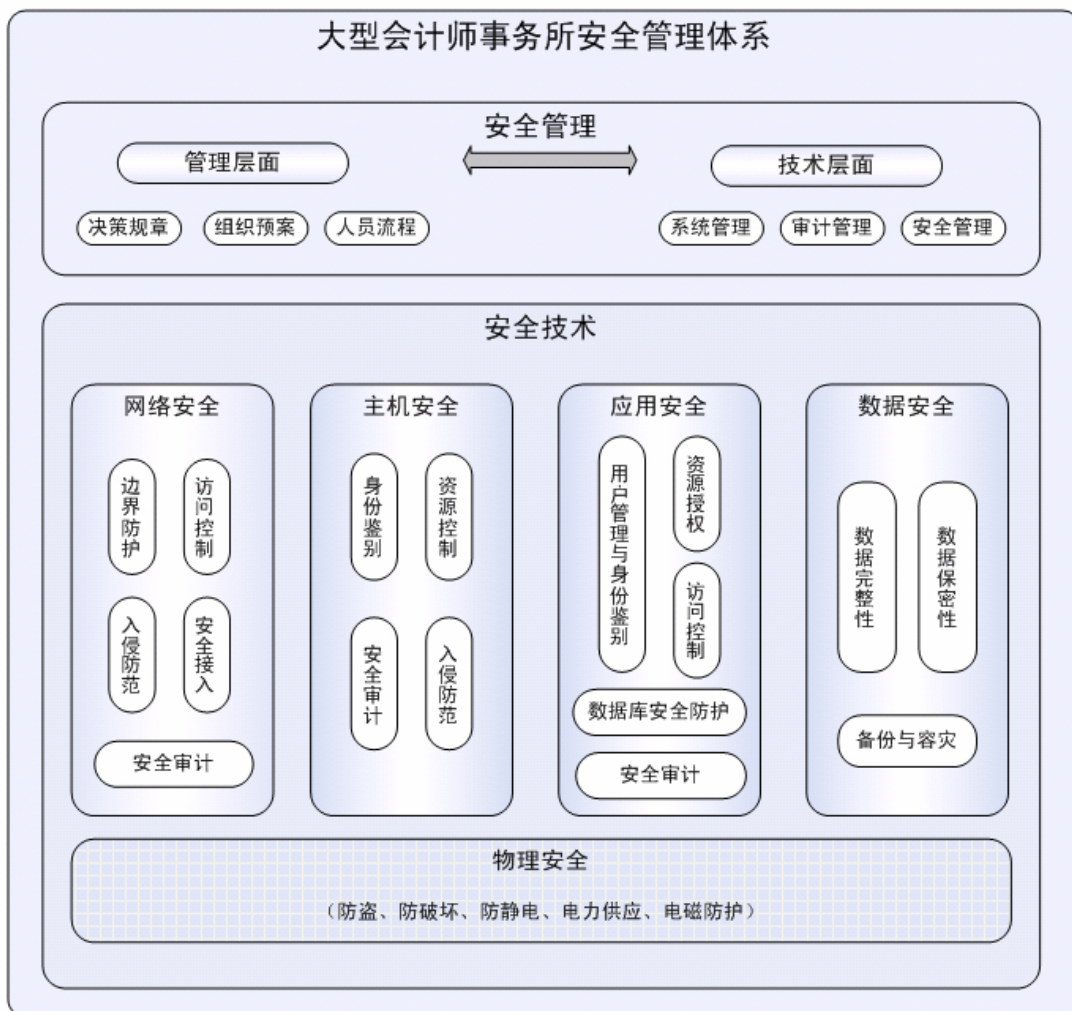 大型会计师事务所安全管理体系
安全管理
管理层面
技术层面
决策规章
组织预案
人员流程
系统管理
审计管理
安全管理
安全技术
网络安全
边界防护
访问控制
入侵防范
安全接入
安全审计
主机安全
身份鉴别
资源控制
安全审计
入侵防范
应用安全
用户管理与身份鉴别
资源授权
访问控制
数据库安全防护
安全审计
数据安全
数据完整性
数据保密性
备份与容灾
物理安全
（防盗、防破坏、防静电、电力供应、电磁防护）